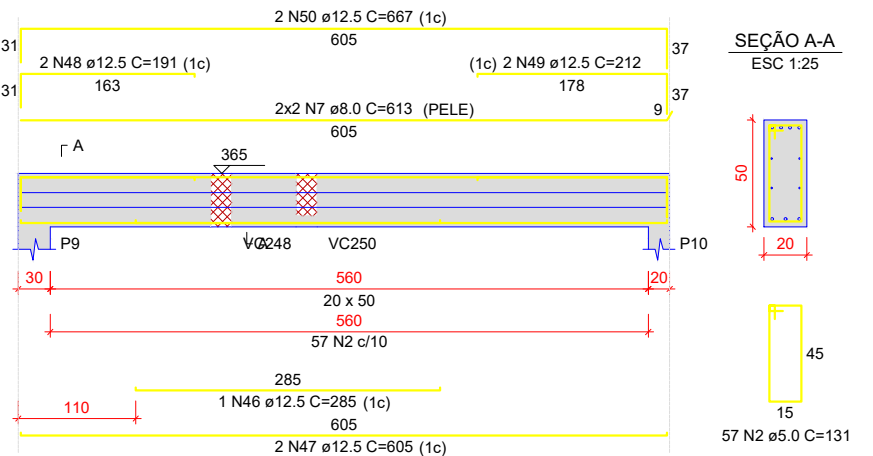 2 N50 ø12.5 C=667 (1c)
31
605
37
2 N48 ø12.5 C=191 (1c)
(1c) 2 N49 ø12.5 C=212
31
163
178
37
2x2 N7 ø8.0 C=613 (PELE)
9
605
A
365
P9
A
VC248
VC250
P10
30
560
20
20 x 50
560
57 N2 c/10
285
1 N46 ø12.5 C=285 (1c)
110
605
2 N47 ø12.5 C=605 (1c)
SEÇÃO A-A
ESC 1:25
50
20
45
15
57 N2 ø5.0 C=131